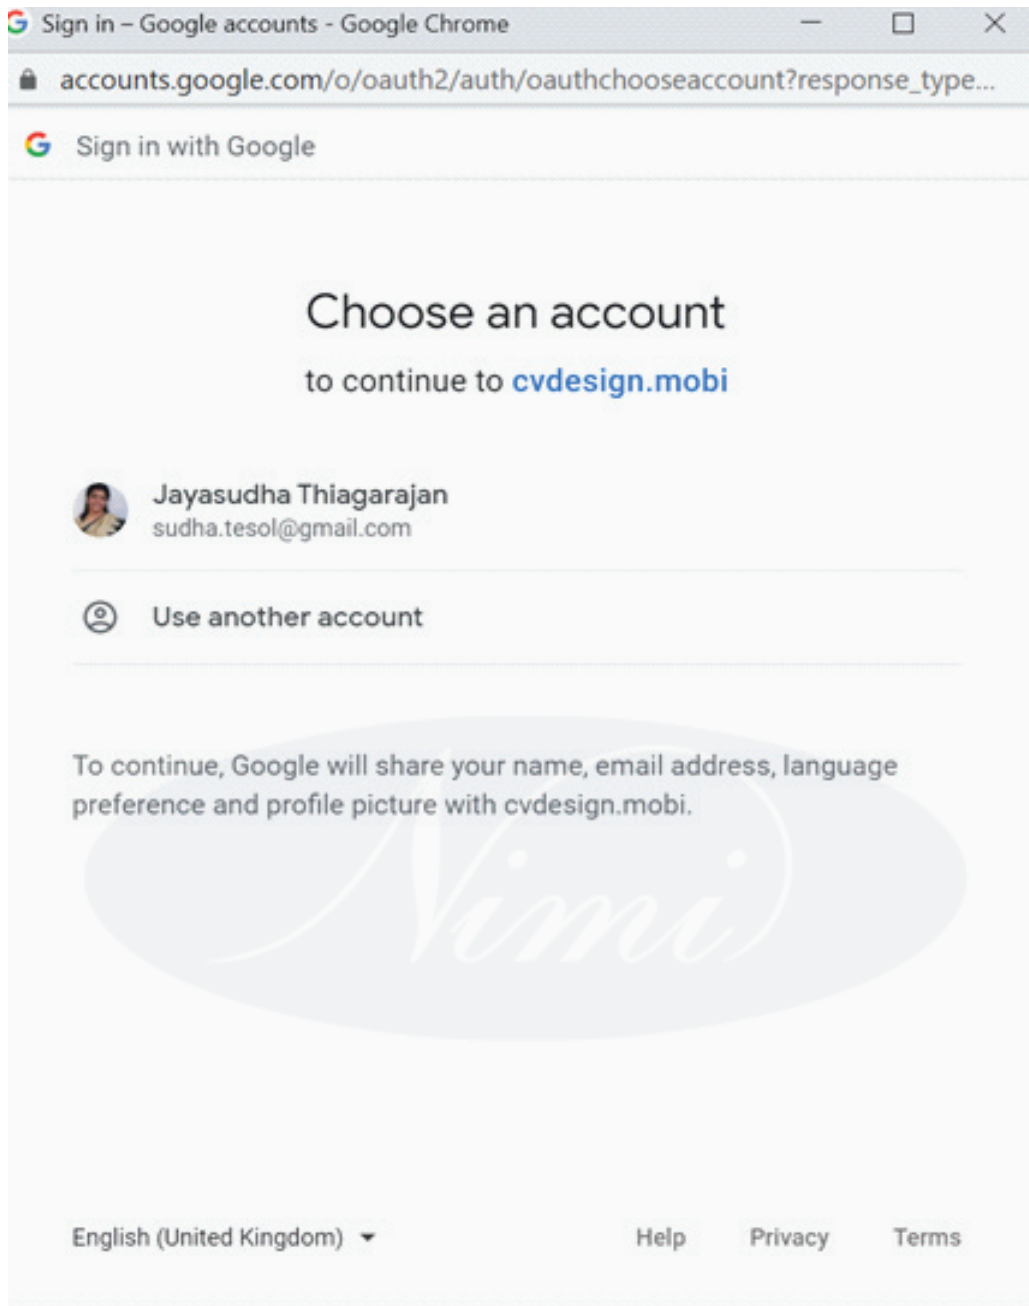 Sign in – Google accounts - Google Chrome
accounts.google.com/o/oauth2/auth/oauthchooseaccount?response_type...
Sign in with Google
Choose an account
to continue to cvdesign.mobi
Jayasudha Thiagarajan
sudha.tesol@gmail.com
Use another account
To continue, Google will share your name, email address, language
preference and profile picture with cvdesign.mobi.
Nimi
English (United Kingdom)
Help Privacy Terms